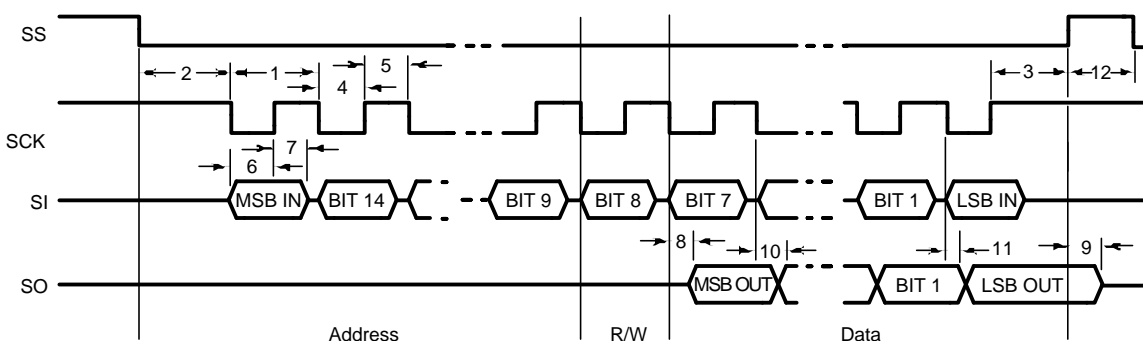 SS
2
1
4
5
3
12
SCK
6
7
SI
MSB IN
BIT 14
BIT 9
BIT 8
BIT 7
BIT 1
LSB IN
8
10
11
9
SO
MSB OUT
BIT 1
LSB OUT
Address
R/W
Data